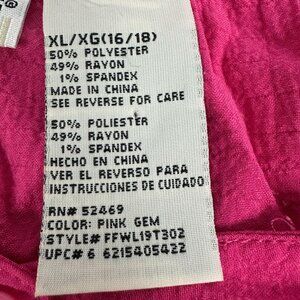 XL/XG(16/18)
50% POLYESTER
49% RAYON
1% SPANDEX
MADE IN CHINA
SEE REVERSE FOR CARE
50% POLIESTER
49% RAYON
1% SPANDEX
HECHO EN CHINA
VER EL REVERSO PARA
INSTRUCCIONES DE CUIDADO
RN# 52469
COLOR: PINK GEM
STYLE# FFWL19T302
UPC# 6 6215405422